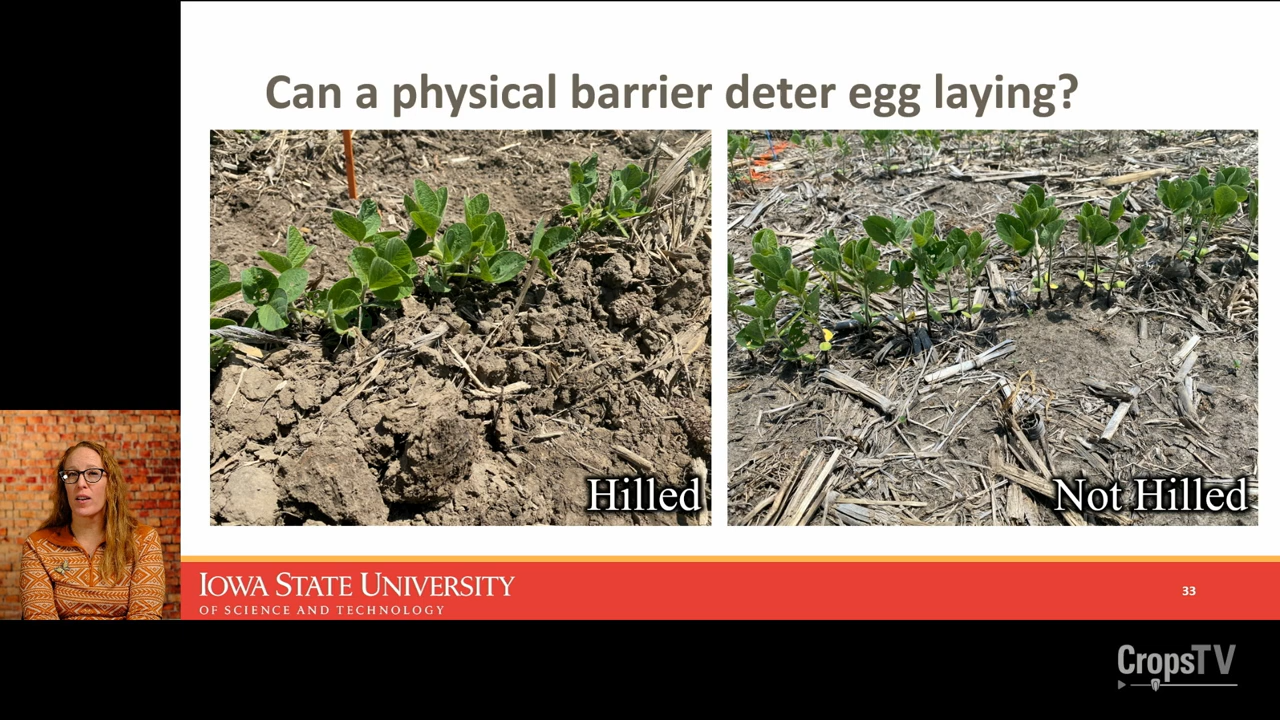 Can a physical barrier deter egg laying?
Hilled
Not Hilled
IOWA STATE UNIVERSITY
OF SCIENCE AND TECHNOLOGY
33
CropsTV